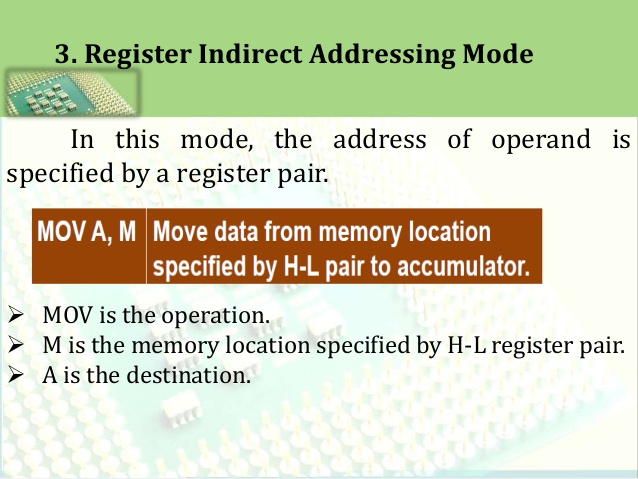 3. Register Indirect Addressing Mode
In this mode, the address of operand is
specified by a register pair.
MOV A, M Move data from memory location
specified by H-L pair to accumulator.
➢ MOV is the operation.
➢ M is the memory location specified by H-L register pair.
➢ A is the destination.